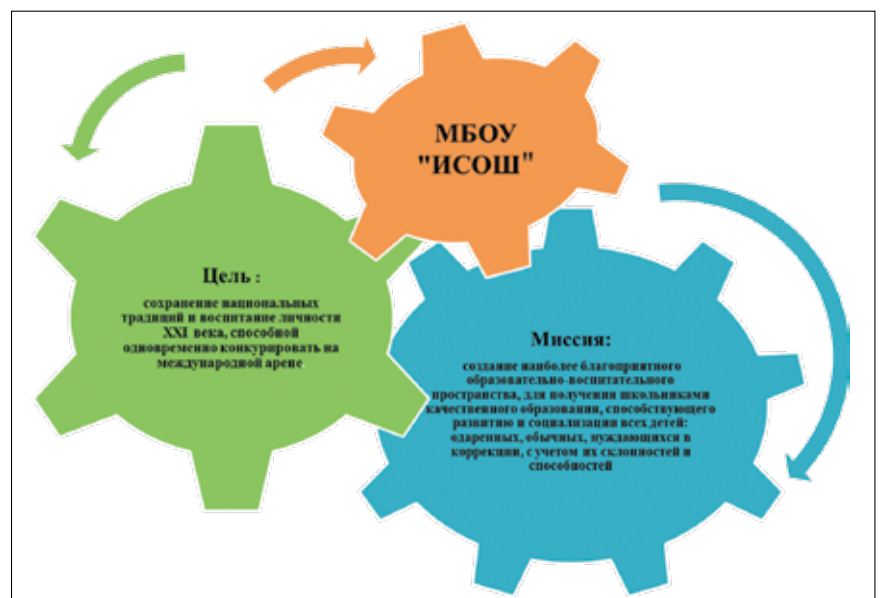 МБОУ
"ИСОШ"
Цель :
сохранение национальных
традиций и воспитание личности
XXI века, способной
одновременно конкурировать на
международной арене
Миссия:
создание наиболее благоприятного
образовательно-воспитательного
пространства, для получения школьниками
качественного образования, способствующего
развитию и социализации всех детей:
одаренных, обычных, нуждающихся в
коррекции, с учетом их склонностей и
способностей